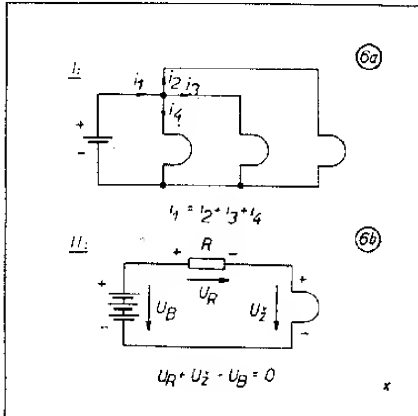 6a
I:
i1 i2 i3
i4
+
-
i1 = i2 + i3 + i4
6b
II:
+ R -
UR
+ UB - Už + -
UR + Už - UB = 0
x